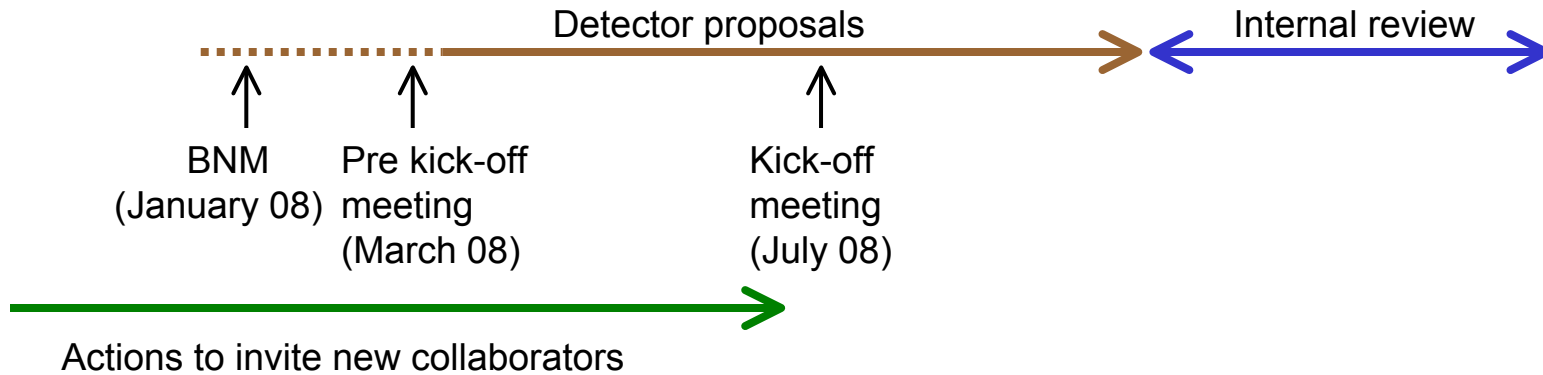 Detector proposals
Internal review
BNM
(January 08)
Pre kick-off
meeting
(March 08)
Kick-off
meeting
(July 08)
Actions to invite new collaborators